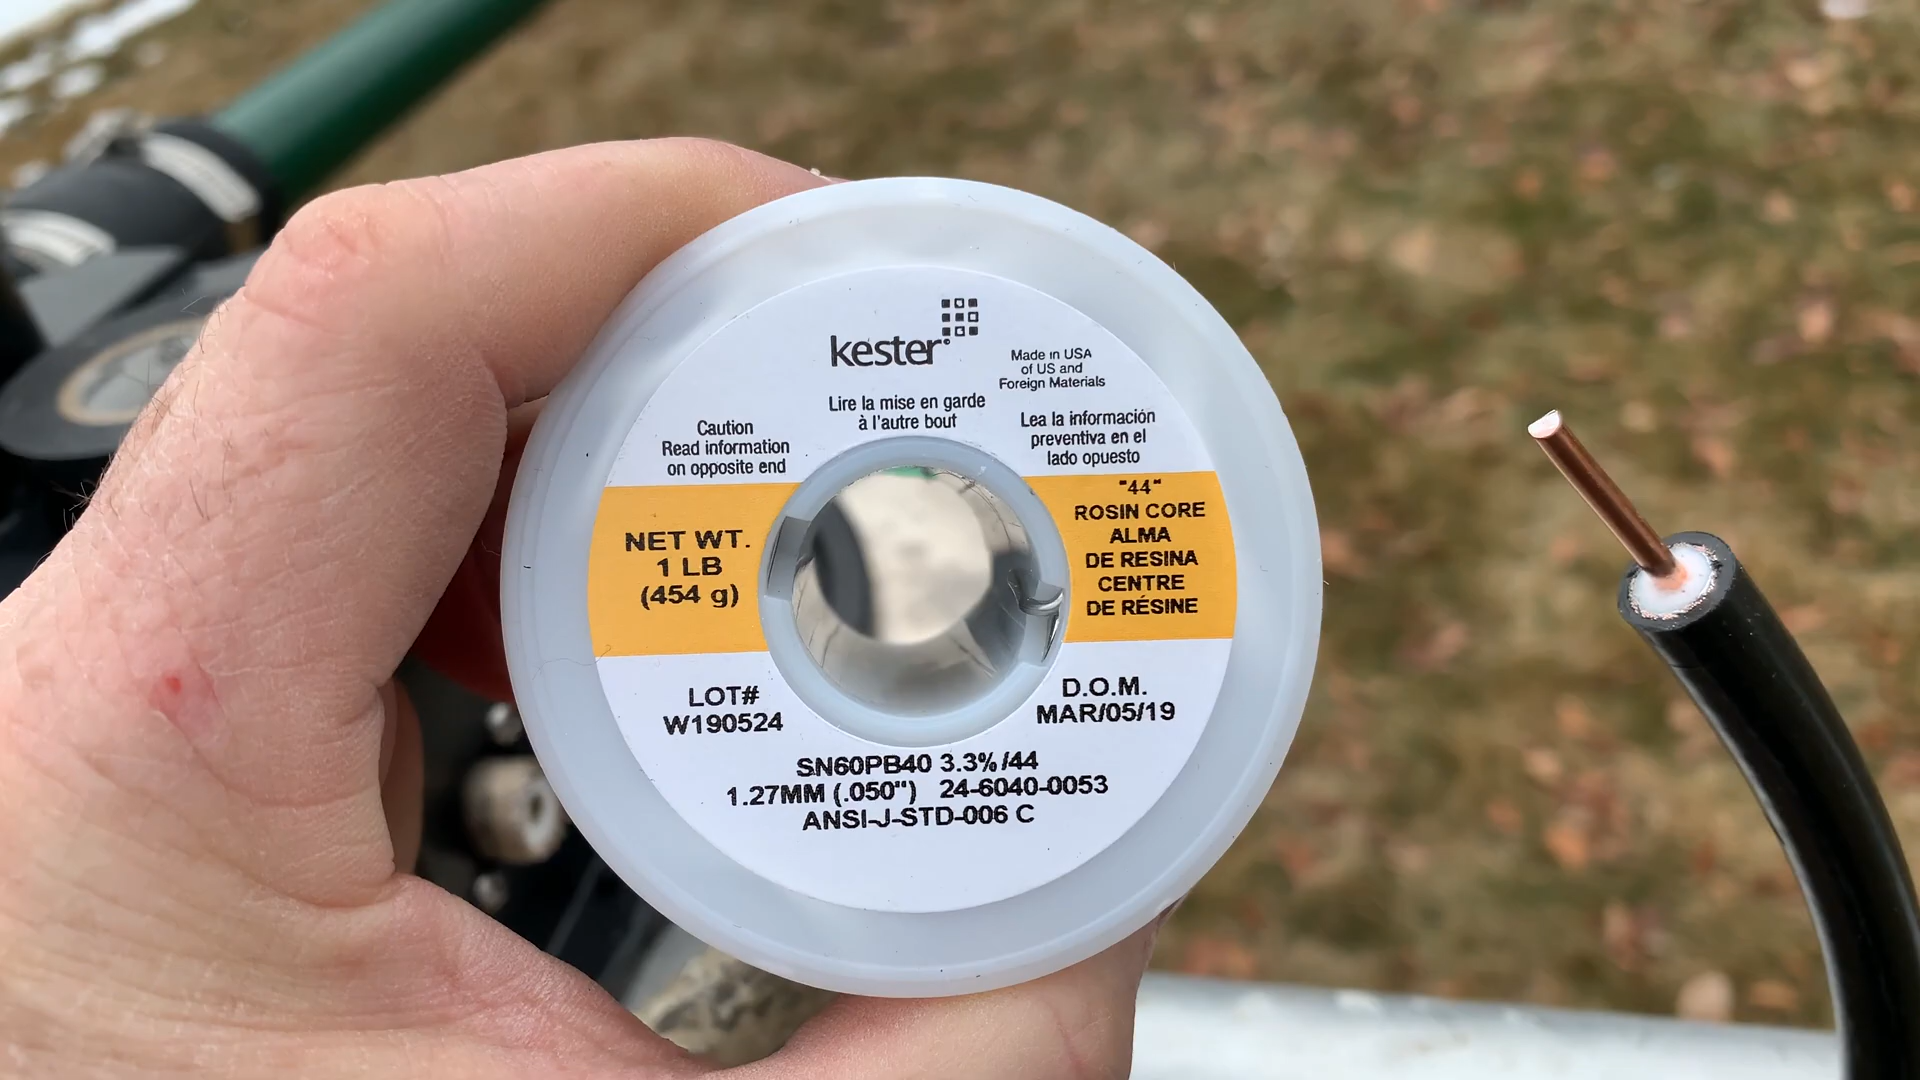 kester
Made in USA
of US and
Foreign Materials
Lire la mise en garde
à l'autre bout
Caution
Read information
on opposite end
Lea la información
preventiva en el
lado opuesto
NET WT.
1 LB
(454 g)
"44"
ROSIN CORE
ALMA
DE RESINA
CENTRE
DE RÉSINE
LOT#
W190524
D.O.M.
MAR/05/19
SN60PB40 3.3%/44
1.27MM (.050") 24-6040-0053
ANSI-J-STD-006 C